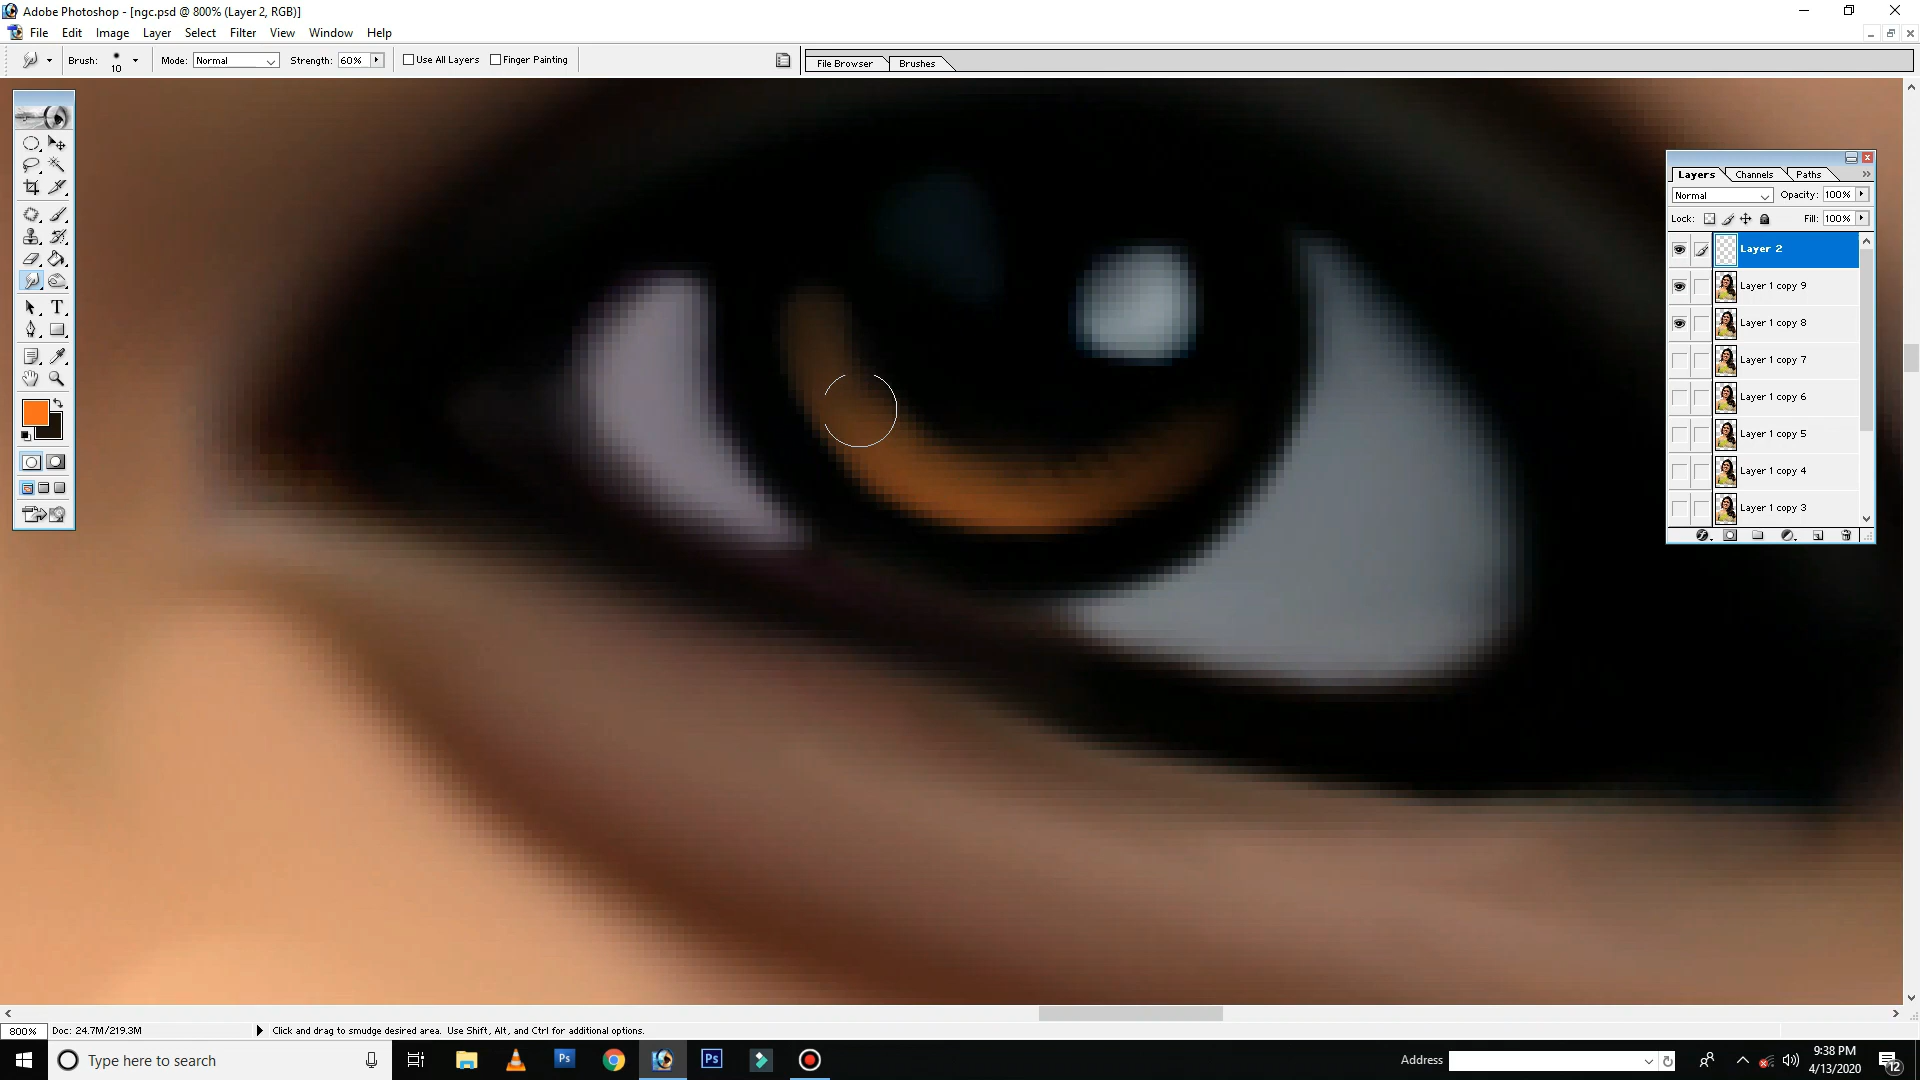 Adobe Photoshop - [ngc.psd @ 800% (Layer 2, RGB)]
File Edit Image Layer Select Filter View Window Help
Brush: 10 Mode: Normal Strength: 60% Use All Layers Finger Painting File Browser Brushes
Layers Channels Paths
Normal Opacity: 100%
Lock: Fill: 100%
Layer 2
Layer 1 copy 9
Layer 1 copy 8
Layer 1 copy 7
Layer 1 copy 6
Layer 1 copy 5
Layer 1 copy 4
Layer 1 copy 3
T
800% Doc: 24.7M/219.3M Click and drag to smudge desired area. Use Shift, Alt, and Ctrl for additional options.
Type here to search Ps Ps Address 9:38 PM
4/13/2020 12